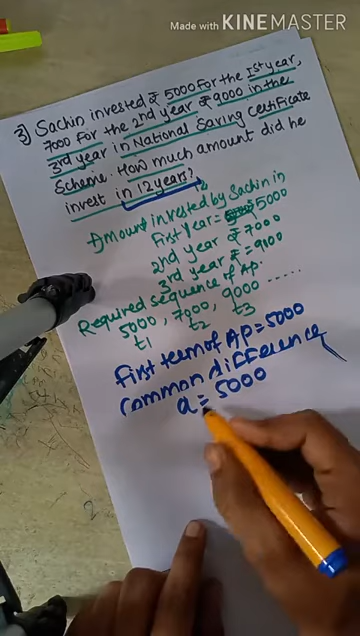 Made with KINEMASTER
3) Sachin invested ₹ 5000 For the Ist year,
7000 For the 2nd year ₹ 9000 in the
3rd year in National Saving Certificate
Scheme. How much amount did he
invest in 12 years?
Amount invested by Sachin in
First year = 5000
2nd year ₹ 7000
3rd year ₹ = 9100
Required sequence of AP.
5000, 7000, 9000 .....
t1 t2 t3
First term of AP = 5000
Common difference
a = 5000